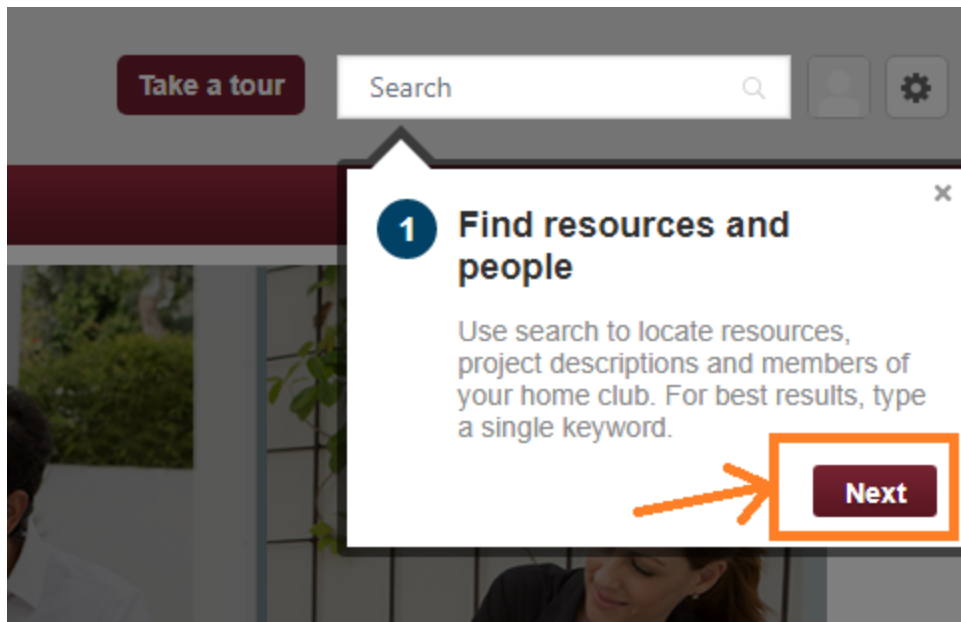 Take a tour
Search
1
Find resources and
people
Use search to locate resources,
project descriptions and members of
your home club. For best results, type
a single keyword.
Next